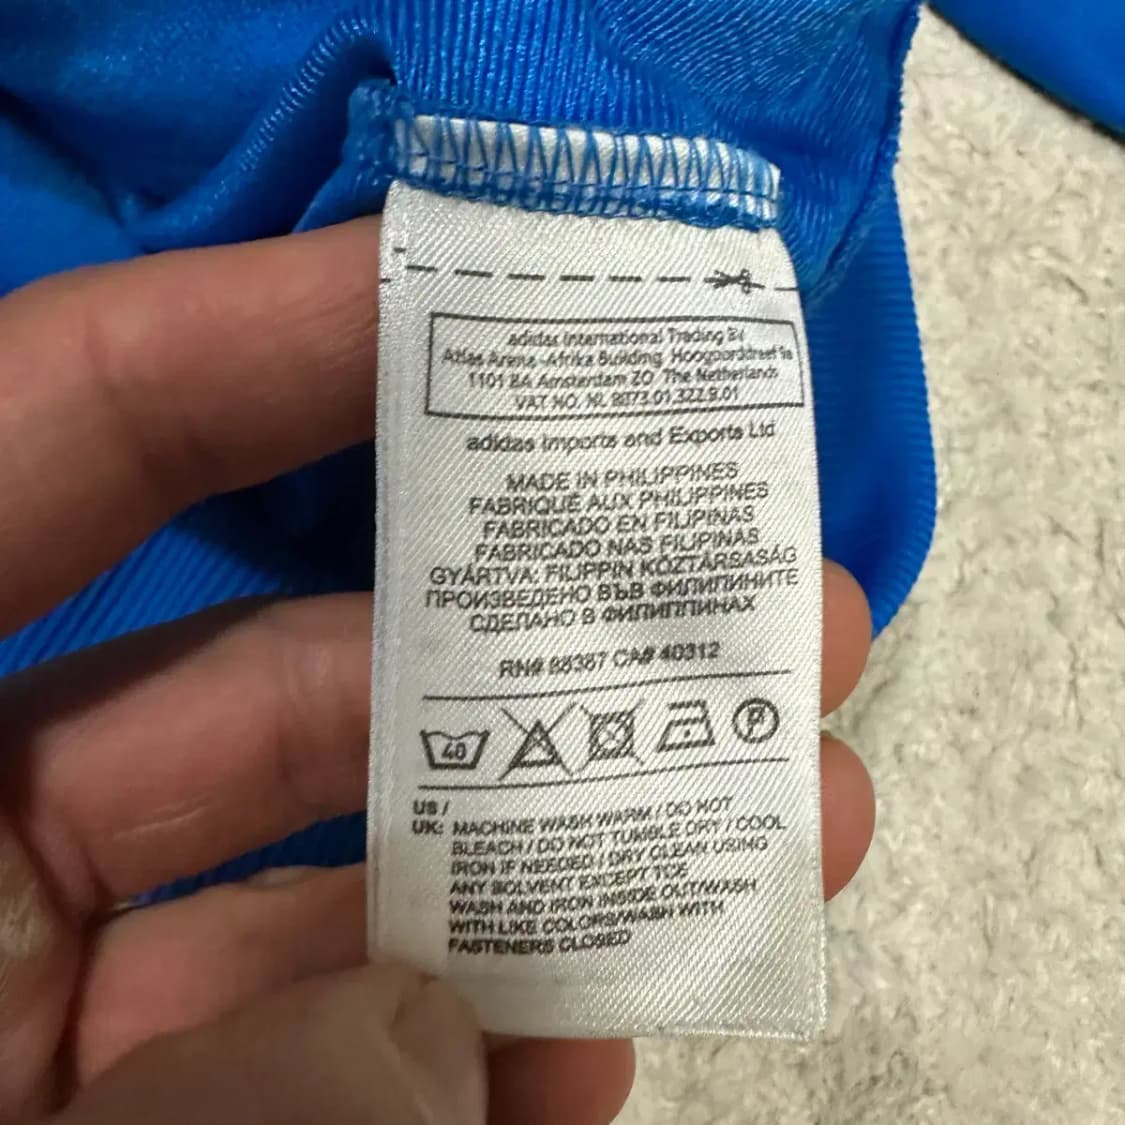 adidas International Trading BV
Atlas Arena -Afrika Building Hoogoorddreef 9a
1101 BA Amsterdam ZO The Netherlands
VAT NO. NL 8073.01.322.B.01
adidas Imports and Exports Ltd
MADE IN PHILIPPINES
FABRIQUÉ AUX PHILIPPINES
FABRICADO EN FILIPINAS
FABRICADO NAS FILIPINAS
GYÁRTVA: FILIPPIN KÖZTÁRSASÁG
ПРОИЗВЕДЕНО ВЪВ ФИЛИПИНИТЕ
СДЕЛАНО В ФИЛИППИНАХ
RN# 88387 CA# 40312
40 P
US /
UK: MACHINE WASH WARM / DO NOT
BLEACH / DO NOT TUMBLE DRY / COOL
IRON IF NEEDED / DRY CLEAN USING
ANY SOLVENT EXCEPT TCE
WASH AND IRON INSIDE OUT/WASH
WITH LIKE COLORS/WASH WITH
FASTENERS CLOSED